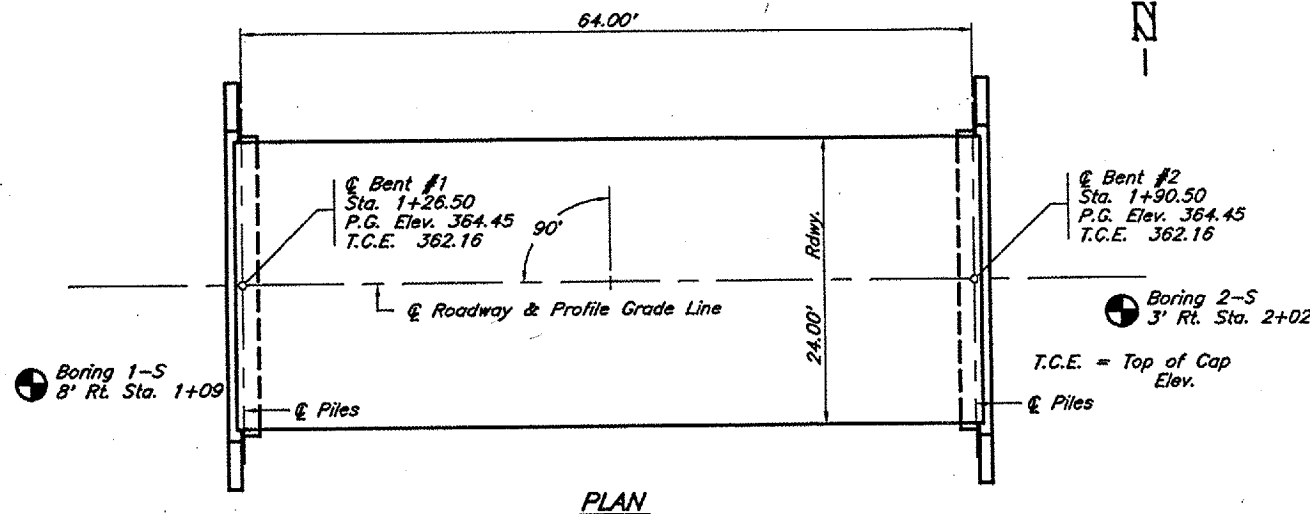 64.00'
N
℄ Bent #1
Sta. 1+26.50
P.G. Elev. 364.45
T.C.E. 362.16
90'
Rdwy.
24.00'
℄ Bent #2
Sta. 1+90.50
P.G. Elev. 364.45
T.C.E. 362.16
℄ Roadway & Profile Grade Line
Boring 2-S
3' Rt. Sta. 2+02
Boring 1-S
8' Rt. Sta. 1+09
T.C.E. = Top of Cap
Elev.
℄ Piles
℄ Piles
PLAN